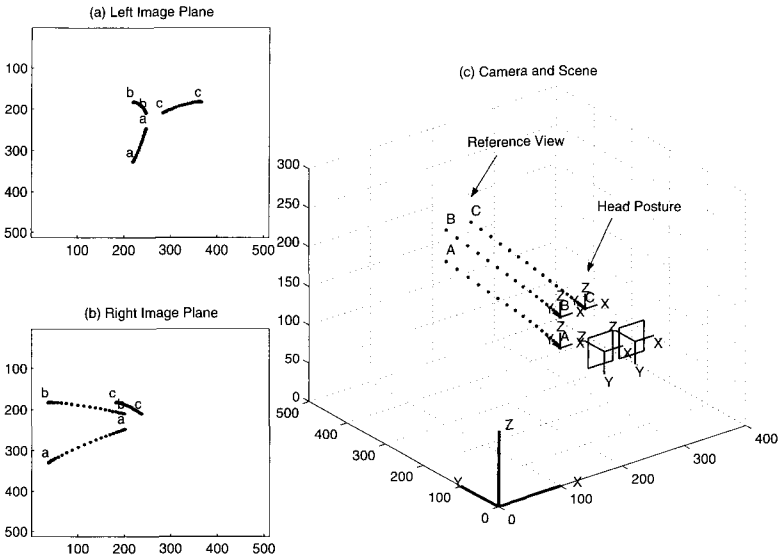 (a) Left Image Plane
100
200
300
400
500
100 200 300 400 500
b
b
c
c
a
a
(b) Right Image Plane
100
200
300
400
500
100 200 300 400 500
b
c
b
c
a
a
(c) Camera and Scene
Reference View
Head Posture
300
250
200
150
100
50
0
500
400
300
200
100
0
0
100
200
300
400
B
C
A
Z
Z
Y
B
Y
C
X
X
Z
Y
A
X
Z
Z
X
X
Y
Y
Z
Y
X